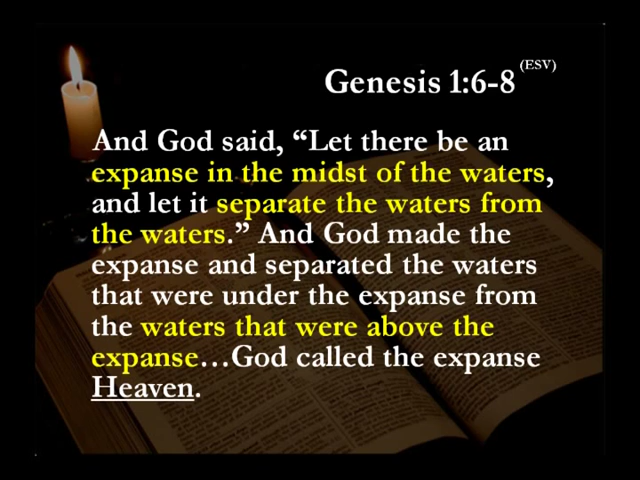 Genesis 1:6-8 (ESV)
And God said, “Let there be an
expanse in the midst of the waters,
and let it separate the waters from
the waters.” And God made the
expanse and separated the waters
that were under the expanse from
the waters that were above the
expanse…God called the expanse
Heaven.